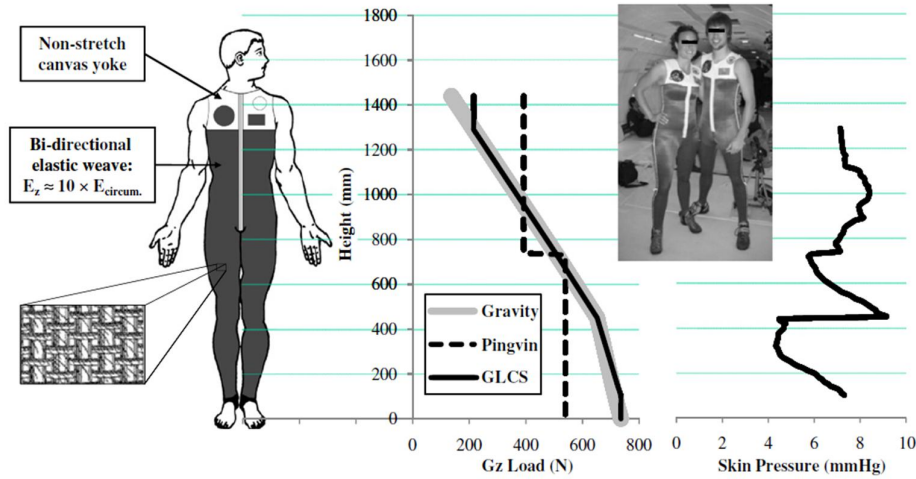 Non-stretch
canvas yoke
Bi-directional
elastic weave:
E_z ≈ 10 × E_circum.
Height (mm)
1800
1600
1400
1200
1000
800
600
400
200
0
Gravity
Pingvin
GLCS
0 200 400 600 800
Gz Load (N)
0 2 4 6 8 10
Skin Pressure (mmHg)